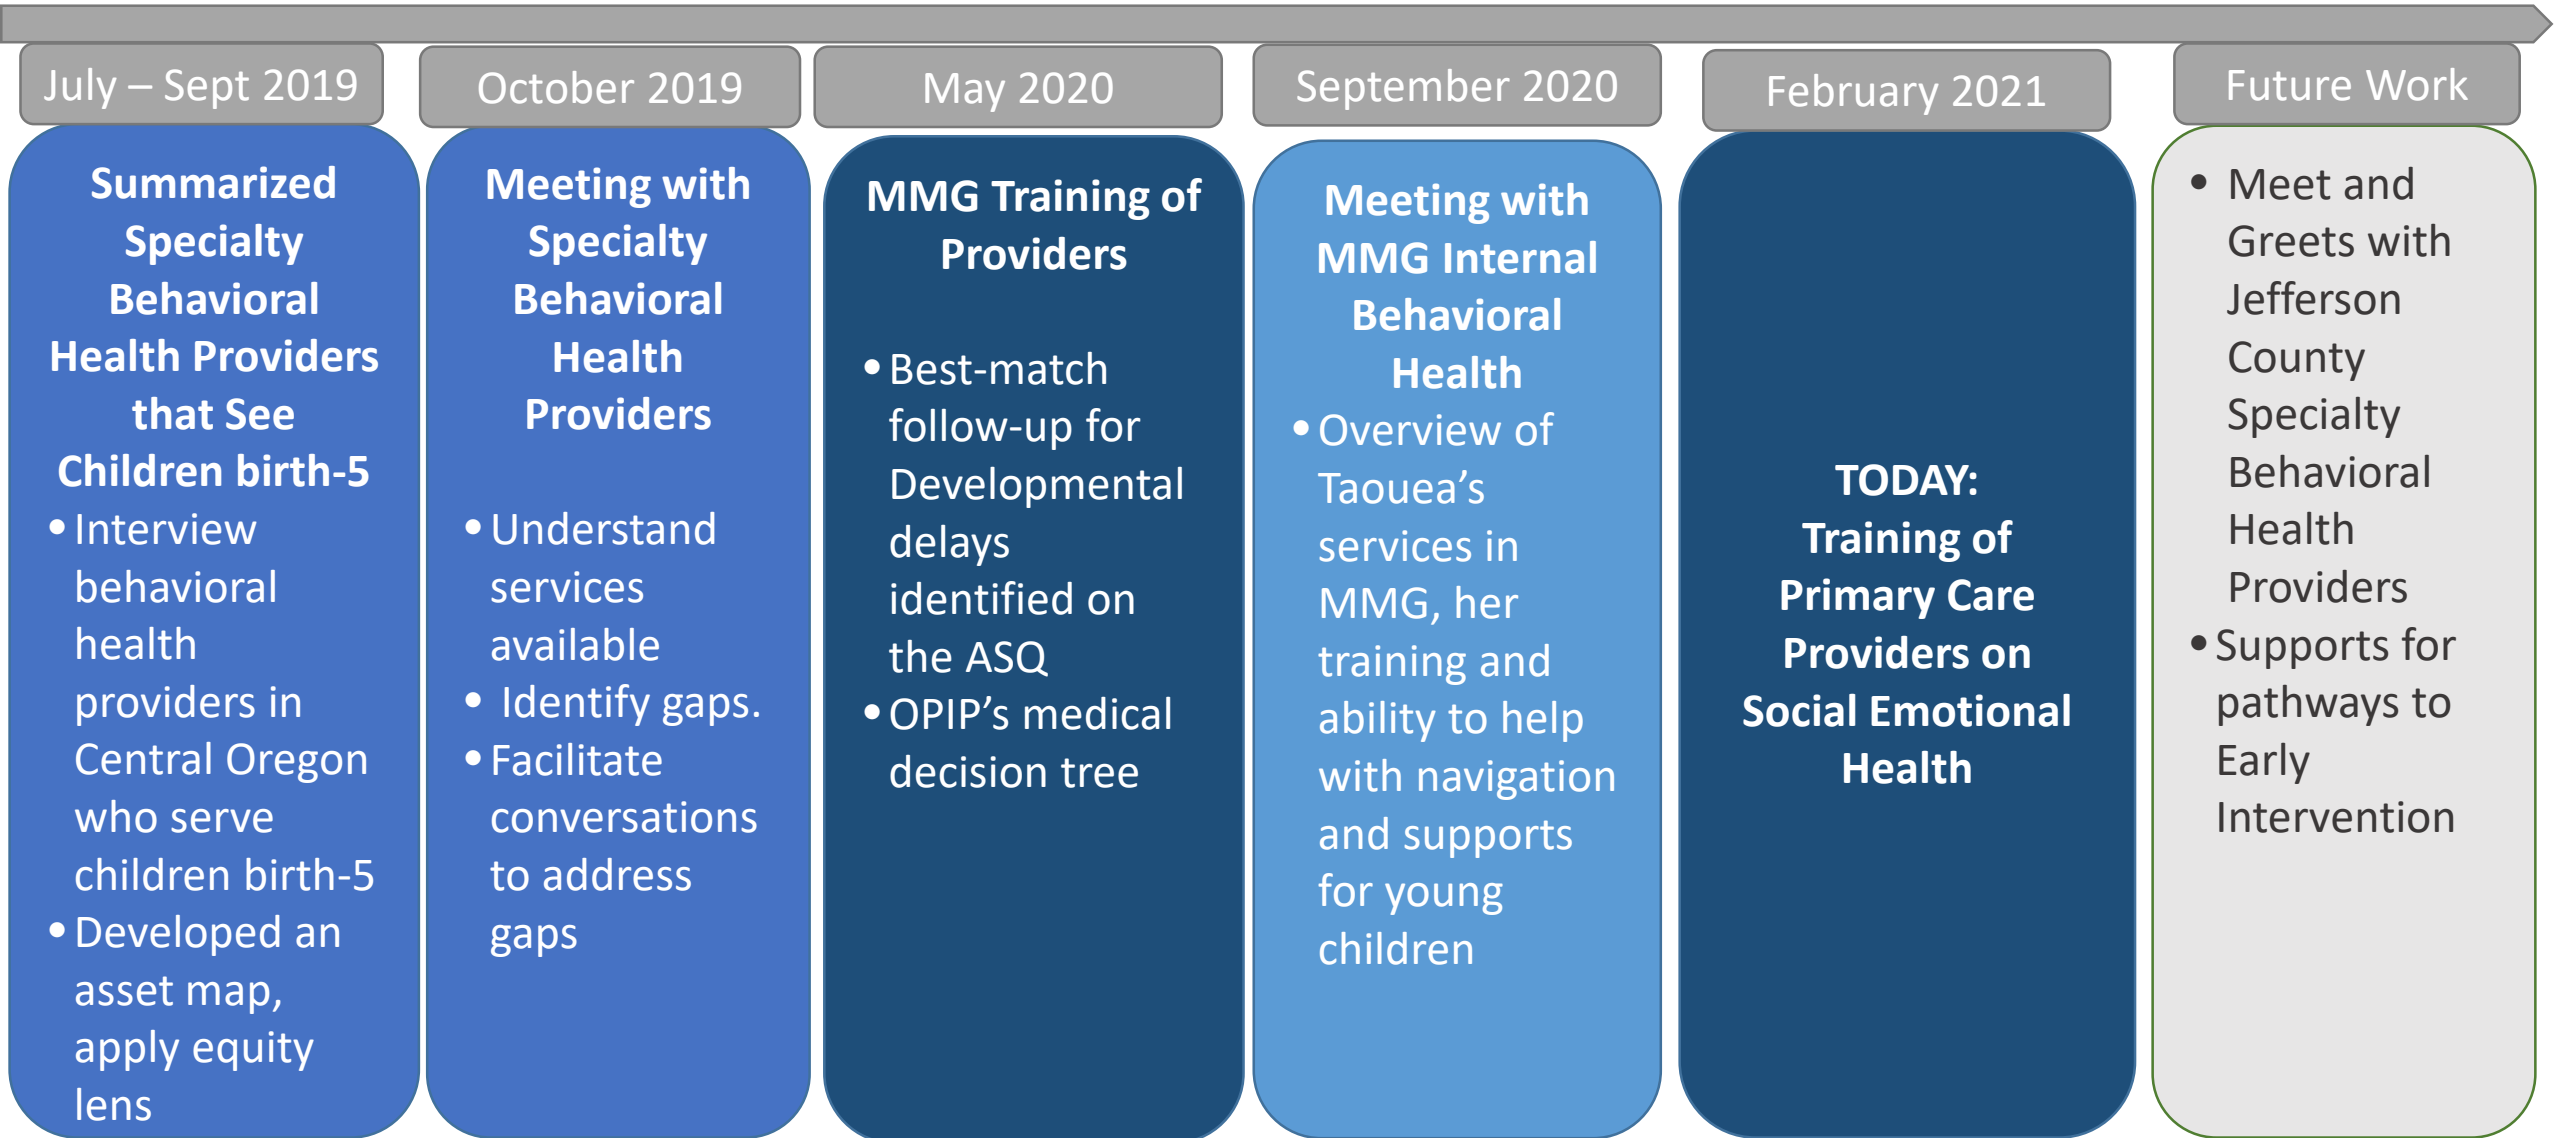 July – Sept 2019
Summarized
Specialty
Behavioral
Health Providers
that See
Children birth-5
• Interview
behavioral
health
providers in
Central Oregon
who serve
children birth-5
• Developed an
asset map,
apply equity
lens
October 2019
Meeting with
Specialty
Behavioral
Health
Providers
• Understand
services
available
• Identify gaps.
• Facilitate
conversations
to address
gaps
May 2020
MMG Training of
Providers
• Best-match
follow-up for
Developmental
delays
identified on
the ASQ
• OPIP’s medical
decision tree
September 2020
Meeting with
MMG Internal
Behavioral
Health
• Overview of
Taouea’s
services in
MMG, her
training and
ability to help
with navigation
and supports
for young
children
February 2021
TODAY:
Training of
Primary Care
Providers on
Social Emotional
Health
Future Work
• Meet and
Greets with
Jefferson
County
Specialty
Behavioral
Health
Providers
• Supports for
pathways to
Early
Intervention